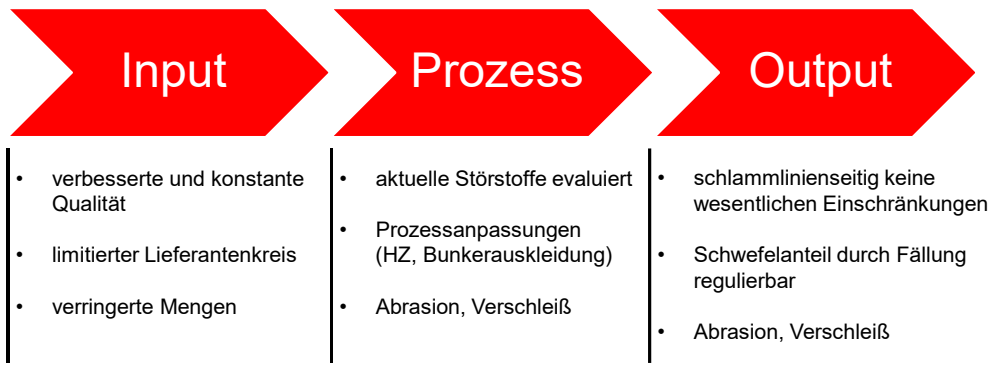 Input
Prozess
Output
• verbesserte und konstante
Qualität
• limitierter Lieferantenkreis
• verringerte Mengen
• aktuelle Störstoffe evaluiert
• Prozessanpassungen
(HZ, Bunkerauskleidung)
• Abrasion, Verschleiß
• schlammlinienseitig keine
wesentlichen Einschränkungen
• Schwefelanteil durch Fällung
regulierbar
• Abrasion, Verschleiß